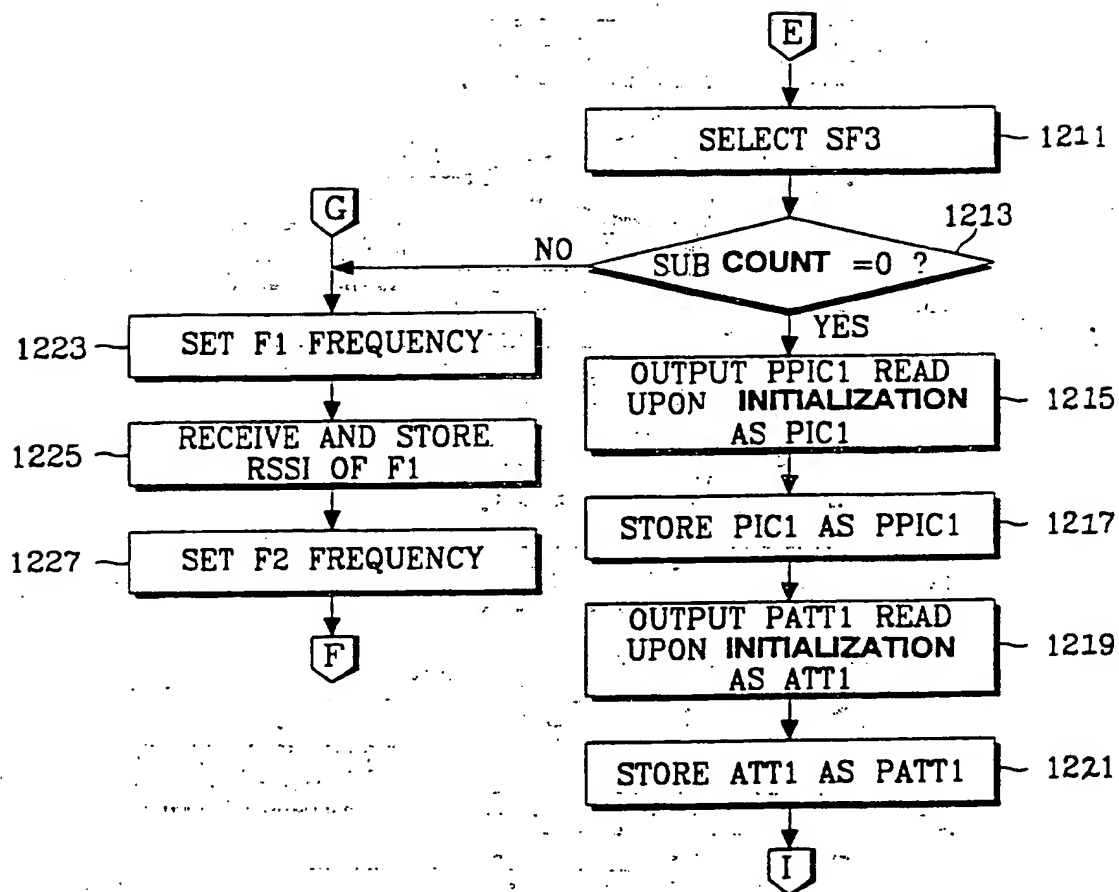 E
SELECT SF3
1211
G
1213
NO
SUB COUNT =0 ?
YES
1223
SET F1 FREQUENCY
OUTPUT PPIC1 READ
UPON INITIALIZATION
AS PIC1
1215
1225
RECEIVE AND STORE
RSSI OF F1
STORE PIC1 AS PPIC1
1217
1227
SET F2 FREQUENCY
OUTPUT PATT1 READ
UPON INITIALIZATION
AS ATT1
1219
F
STORE ATT1 AS PATT1
1221
I